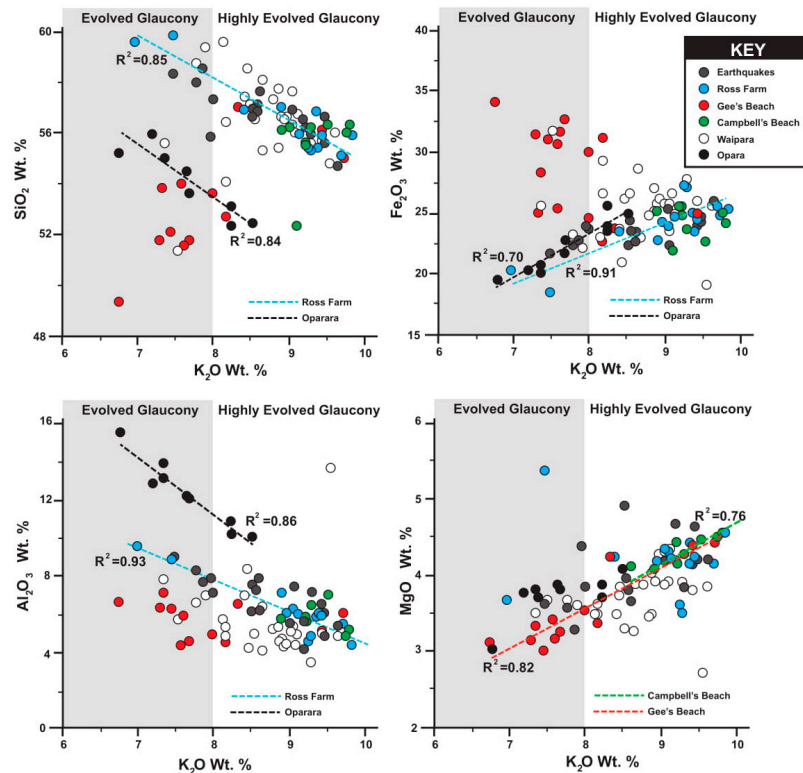 Evolved Glaucony Highly Evolved Glaucony
60
56
52
48
SiO2 Wt. %
R2=0.85
R2=0.84
Ross Farm
Oparara
6 7 8 9 10
K2O Wt. %
Evolved Glaucony Highly Evolved Glaucony
40
35
30
25
20
15
Fe2O3 Wt. %
R2=0.70
R2=0.91
Ross Farm
Oparara
6 7 8 9 10
K2O Wt. %
KEY
Earthquakes
Ross Farm
Gee's Beach
Campbell's Beach
Waipara
Opara
Evolved Glaucony Highly Evolved Glaucony
16
12
8
4
0
Al2O3 Wt. %
R2=0.86
R2=0.93
Ross Farm
Oparara
6 7 8 9 10
K2O Wt. %
Evolved Glaucony Highly Evolved Glaucony
6
5
4
3
2
MgO Wt. %
R2=0.76
R2=0.82
Campbell's Beach
Gee's Beach
6 7 8 9 10
K2O Wt. %